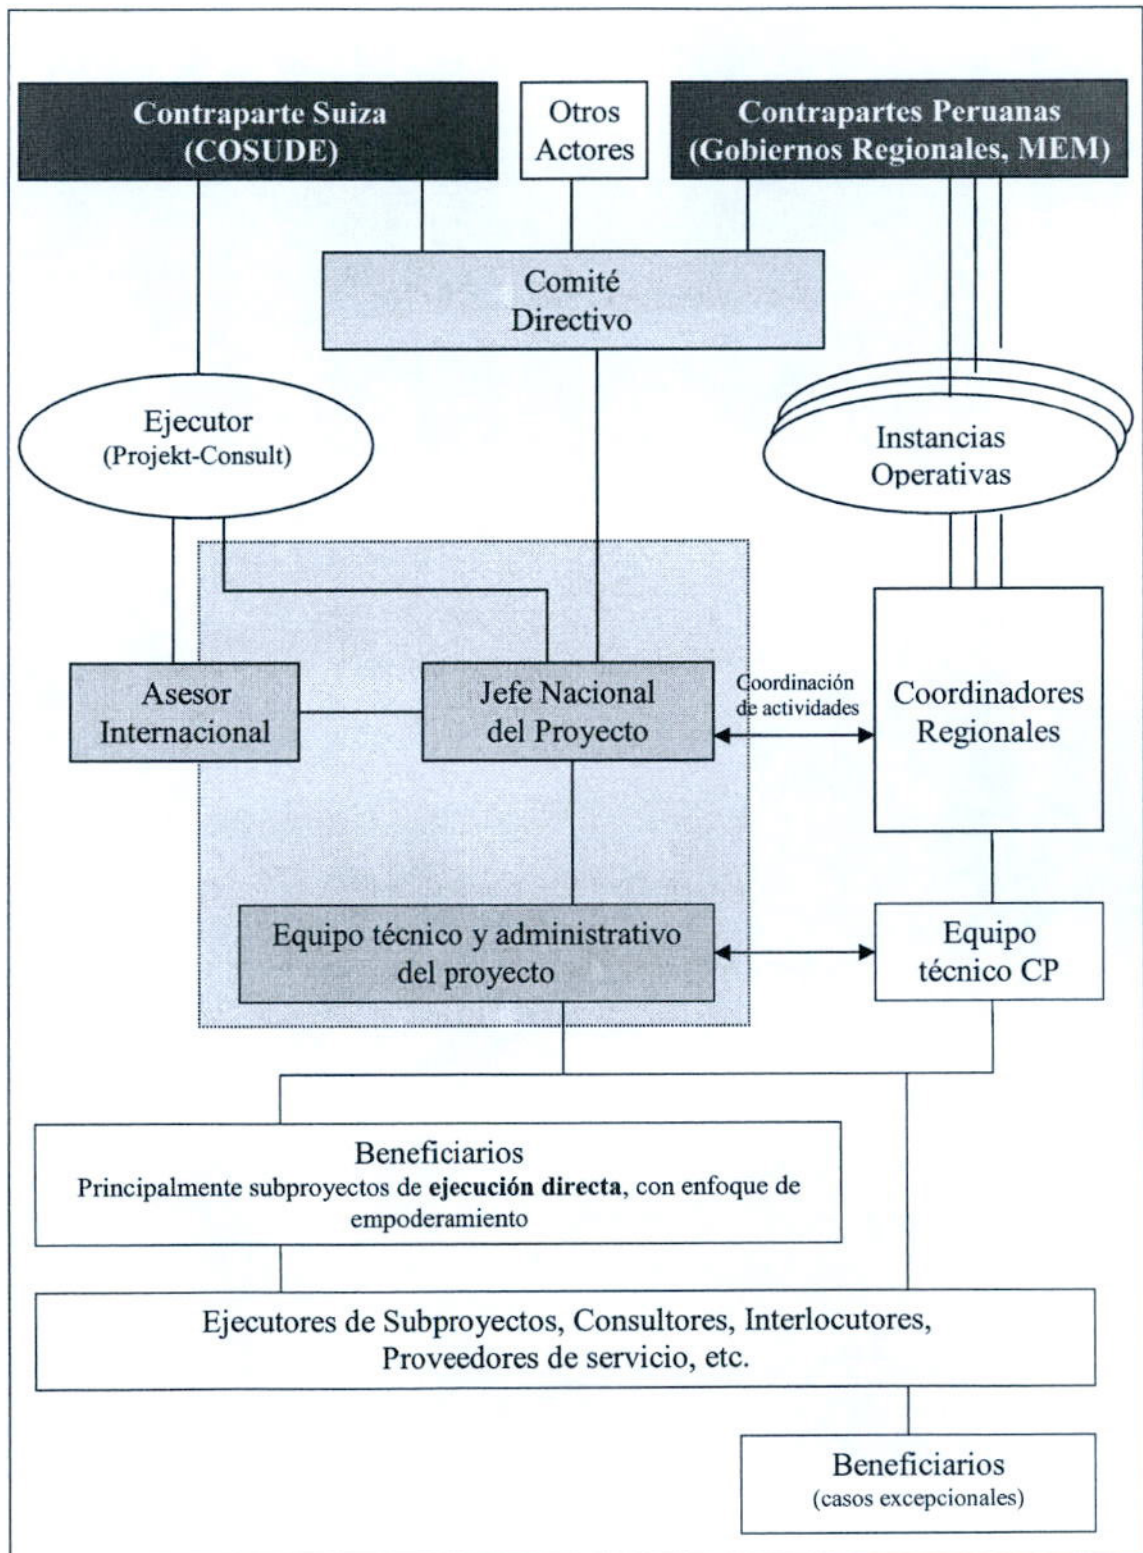 Contraparte Suiza
(COSUDE)
Otros
Actores
Contrapartes Peruanas
(Gobiernos Regionales, MEM)
Comité
Directivo
Ejecutor
(Projekt-Consult)
Instancias
Operativas
Asesor
Internacional
Jefe Nacional
del Proyecto
Coordinación
de actividades
Coordinadores
Regionales
Equipo técnico y administrativo
del proyecto
Equipo
técnico CP
Beneficiarios
Principalmente subproyectos de ejecución directa, con enfoque de
empoderamiento
Ejecutores de Subproyectos, Consultores, Interlocutores,
Proveedores de servicio, etc.
Beneficiarios
(casos excepcionales)